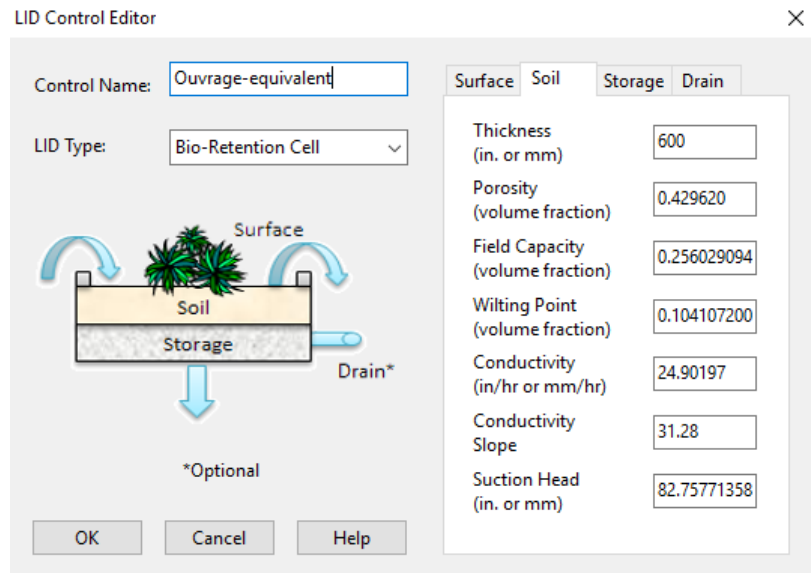 LID Control Editor
Control Name:
Ouvrage-equivalent
LID Type:
Bio-Retention Cell
Surface
Soil
Storage
Drain*
*Optional
OK
Cancel
Help
Surface
Soil
Storage
Drain
Thickness
(in. or mm)
600
Porosity
(volume fraction)
0.429620
Field Capacity
(volume fraction)
0.256029094
Wilting Point
(volume fraction)
0.104107200
Conductivity
(in/hr or mm/hr)
24.90197
Conductivity
Slope
31.28
Suction Head
(in. or mm)
82.75771358